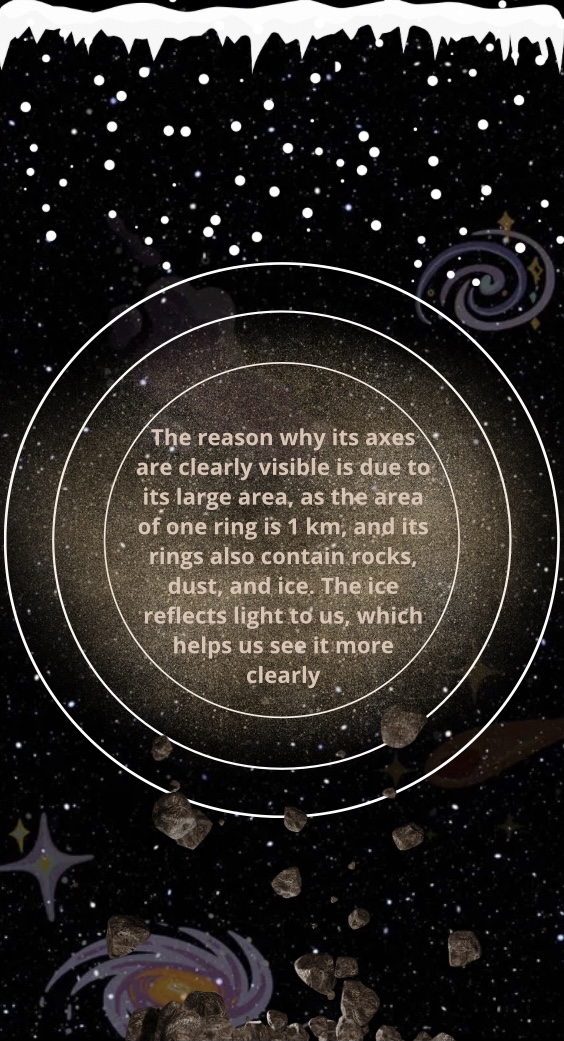 The reason why its axes
are clearly visible is due to
its large area, as the area
of one ring is 1 km, and its
rings also contain rocks,
dust, and ice. The ice
reflects light to us, which
helps us see it more
clearly